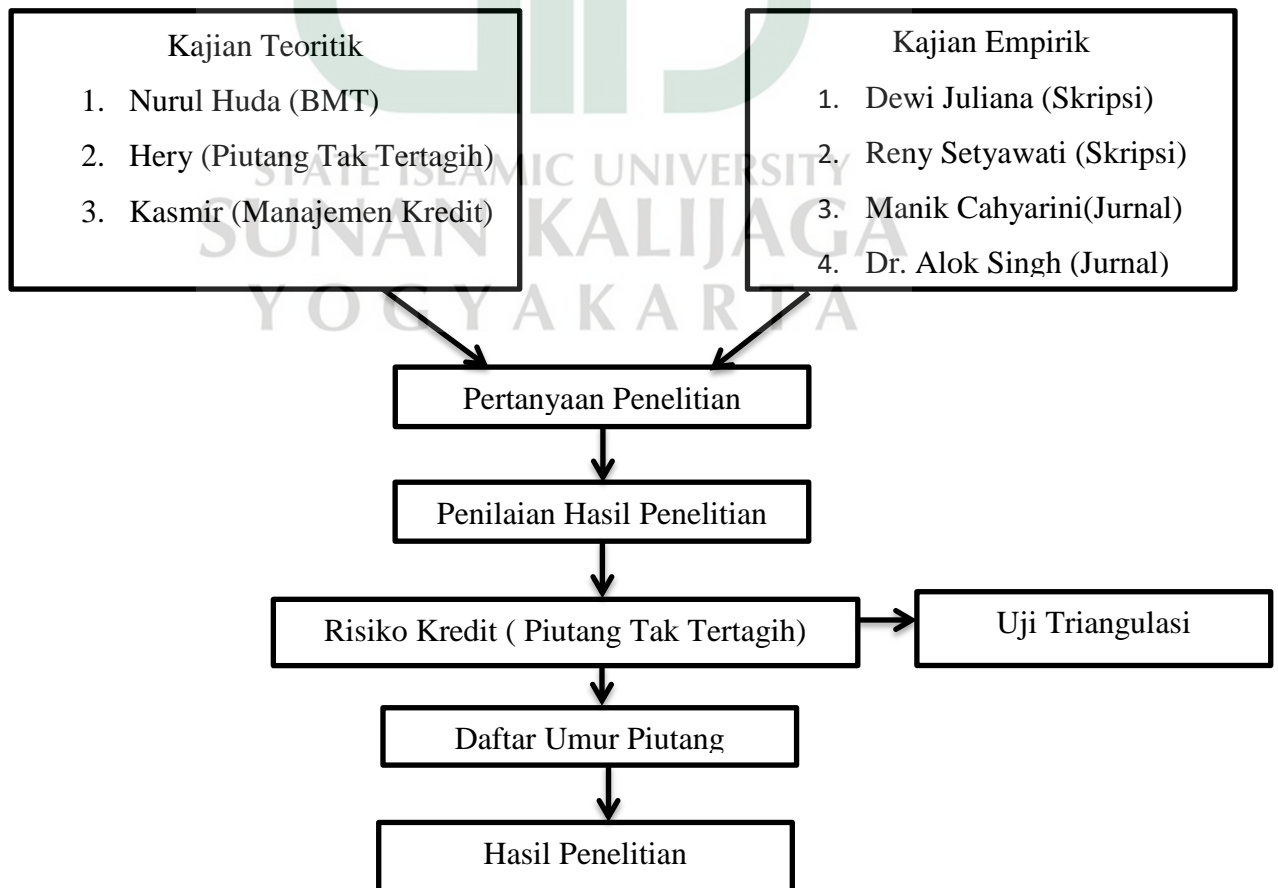 Kajian Teoritik
1. Nurul Huda (BMT)
2. Hery (Piutang Tak Tertagih)
3. Kasmir (Manajemen Kredit)
Kajian Empirik
1. Dewi Juliana (Skripsi)
2. Reny Setyawati (Skripsi)
3. Manik Cahyarini(Jurnal)
4. Dr. Alok Singh (Jurnal)
STATE ISLAMIC UNIVERSITY
SUNAN KALIJAGA
YOGYAKARTA
Pertanyaan Penelitian
Penilaian Hasil Penelitian
Risiko Kredit ( Piutang Tak Tertagih)
Uji Triangulasi
Daftar Umur Piutang
Hasil Penelitian